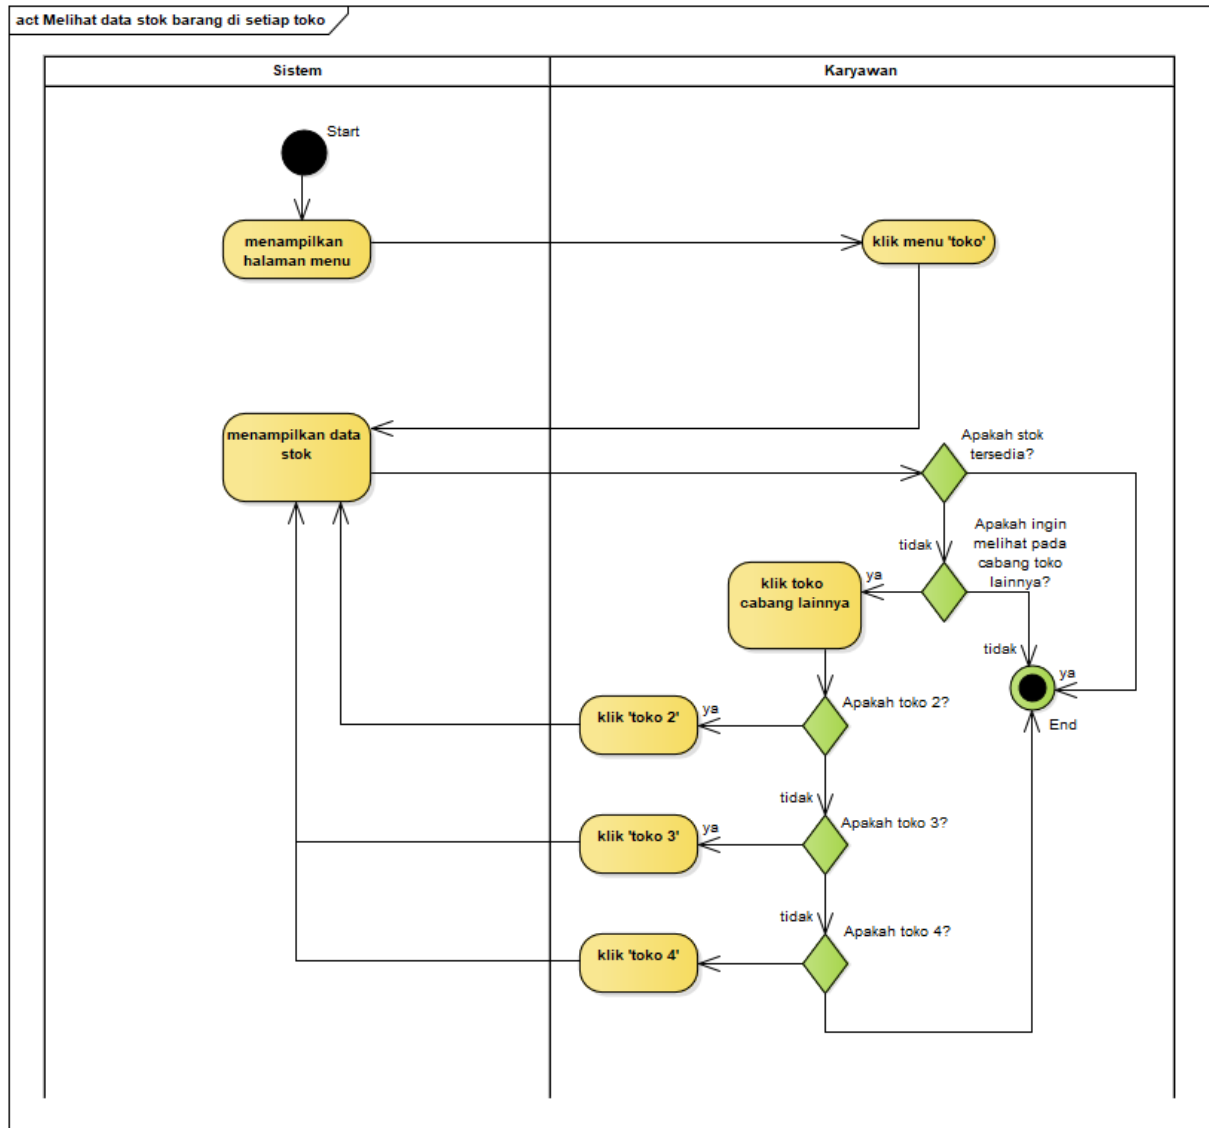 act Melihat data stok barang di setiap toko
Sistem
Karyawan
Start
menampilkan
halaman menu
klik menu 'toko'
menampilkan data
stok
Apakah stok
tersedia?
tidak
Apakah ingin
melihat pada
cabang toko
lainnya?
ya
klik toko
cabang lainnya
tidak
ya
End
Apakah toko 2?
ya
klik 'toko 2'
tidak
Apakah toko 3?
ya
klik 'toko 3'
tidak
Apakah toko 4?
klik 'toko 4'